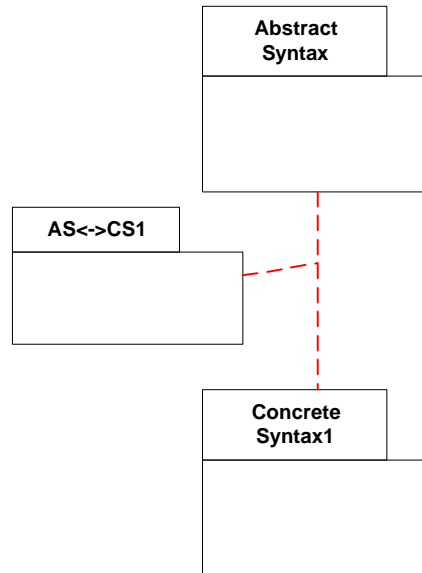 Abstract
Syntax
AS<->CS1
Concrete
Syntax1